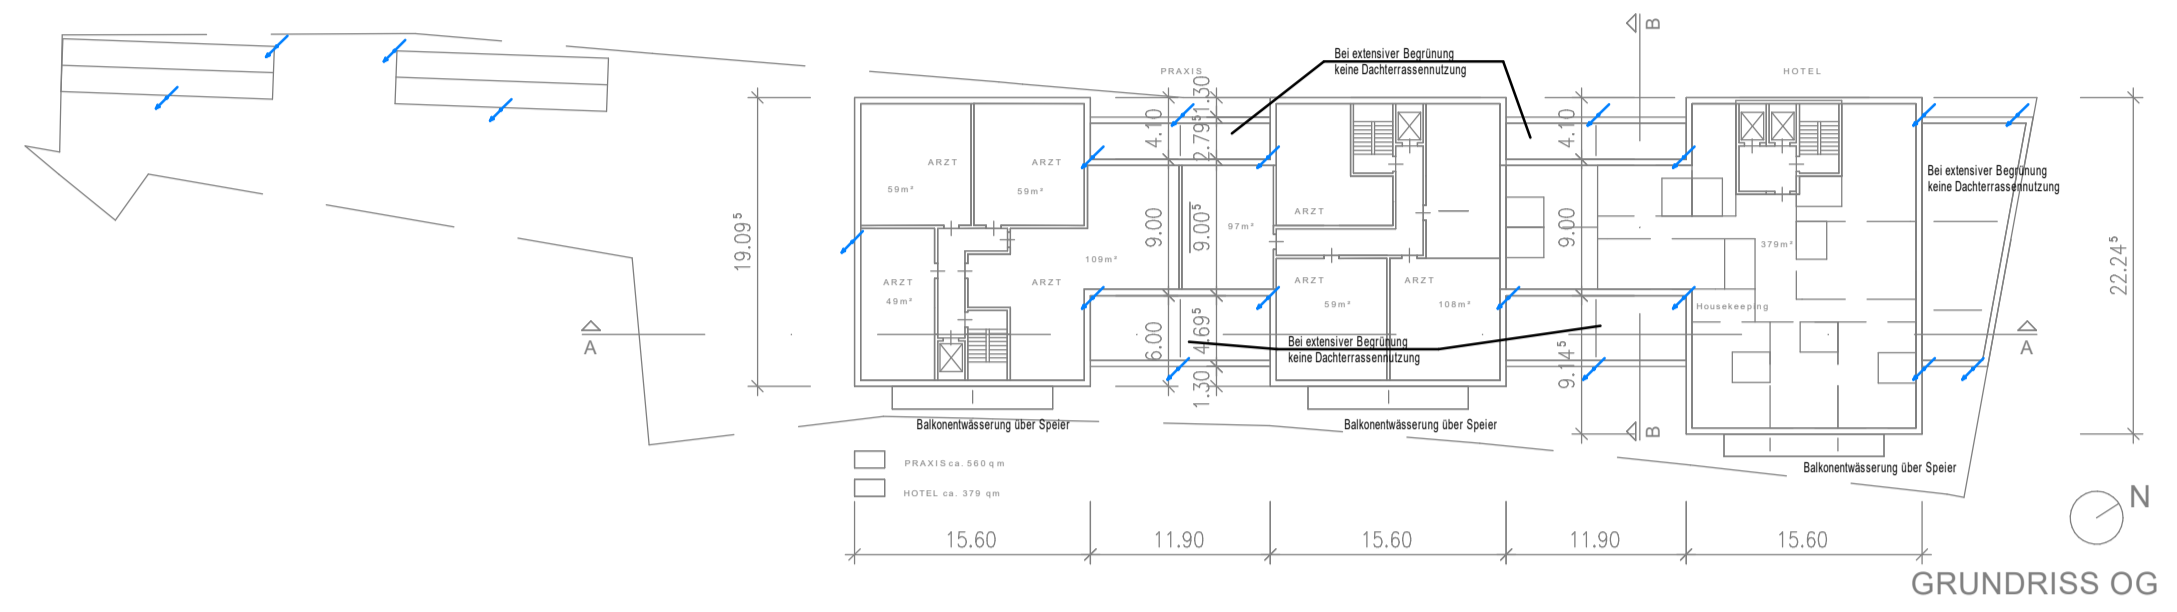 B
Bei extensiver Begrünung
keine Dachterrassennutzung
PRAXIS
HOTEL
4.10
2.79⁵
1.30
4.10
ARZT
ARZT
59m²
59m²
ARZT
Bei extensiver Begrünung
keine Dachterrassennutzung
19.09⁵
9.00
9.00⁵
97m²
9.00
379m²
22.24⁵
109m²
ARZT
49m²
ARZT
ARZT
59m²
ARZT
108m²
Housekeeping
A
6.00
4.69⁵
1.30
Bei extensiver Begrünung
keine Dachterrassennutzung
9.14⁵
A
B
Balkonentwässerung über Speier
Balkonentwässerung über Speier
Balkonentwässerung über Speier
PRAXIS ca. 560 qm
HOTEL ca. 379 qm
N
15.60
11.90
15.60
11.90
15.60
GRUNDRISS OG